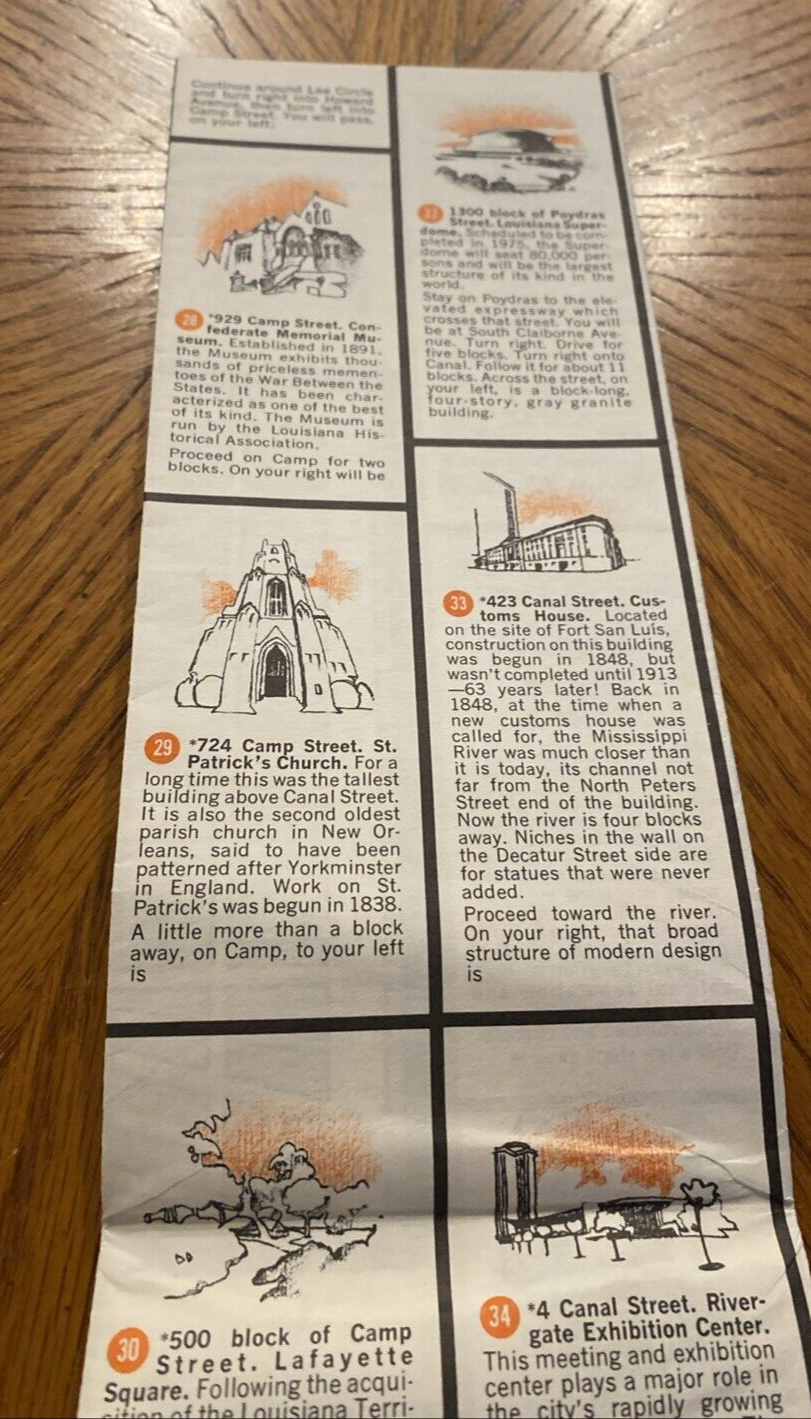 Continue around Lee Circle
and turn right into Howard
Avenue, then turn left into
Camp Street. You will pass,
on your left:
28 *929 Camp Street. Con-
federate Memorial Mu-
seum. Established in 1891,
the Museum exhibits thou-
sands of priceless memen-
toes of the War Between the
States. It has been char-
acterized as one of the best
of its kind. The Museum is
run by the Louisiana His-
torical Association.
Proceed on Camp for two
blocks. On your right will be
29 *724 Camp Street. St.
Patrick's Church. For a
long time this was the tallest
building above Canal Street.
It is also the second oldest
parish church in New Or-
leans, said to have been
patterned after Yorkminster
in England. Work on St.
Patrick's was begun in 1838.
A little more than a block
away, on Camp, to your left
is
30 *500 block of Camp
Street. Lafayette
Square. Following the acqui-
sition of the Louisiana Terri-
1300 block of Poydras
Street. Louisiana Super-
dome. Scheduled to be com-
pleted in 1975, the Super-
dome will seat 80,000 per-
sons and will be the largest
structure of its kind in the
world.
Stay on Poydras to the ele-
vated expressway which
crosses that street. You will
be at South Claiborne Ave-
nue. Turn right. Drive for
five blocks. Turn right onto
Canal. Follow it for about 11
blocks. Across the street, on
your left, is a block-long,
four-story, gray granite
building.
33 *423 Canal Street. Cus-
toms House. Located
on the site of Fort San Luis,
construction on this building
was begun in 1848, but
wasn't completed until 1913
—63 years later! Back in
1848, at the time when a
new customs house was
called for, the Mississippi
River was much closer than
it is today, its channel not
far from the North Peters
Street end of the building.
Now the river is four blocks
away. Niches in the wall on
the Decatur Street side are
for statues that were never
added.
Proceed toward the river.
On your right, that broad
structure of modern design
is
34 *4 Canal Street. River-
gate Exhibition Center.
This meeting and exhibition
center plays a major role in
the city's rapidly growing